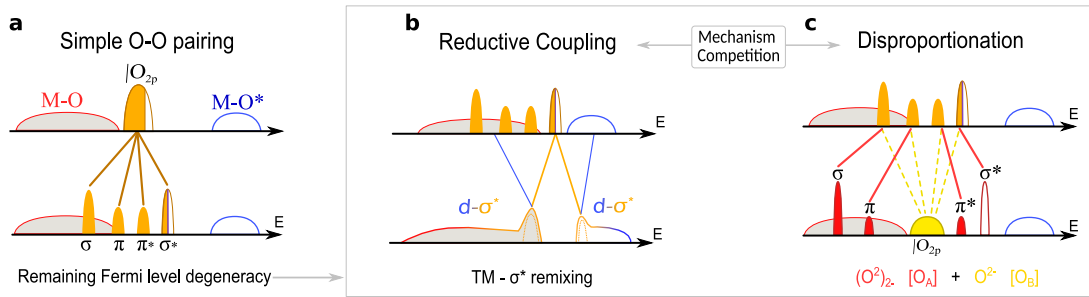 a
Simple O-O pairing
|O2p
M-O
M-O*
E
σ
π
π*
σ*
E
Remaining Fermi level degeneracy
b
Reductive Coupling
E
d-σ*
d-σ*
E
TM - σ* remixing
Mechanism
Competition
c
Disproportionation
E
σ
π
|O2p
π*
σ*
E
(O²)₂- [OA] + O²- [OB]